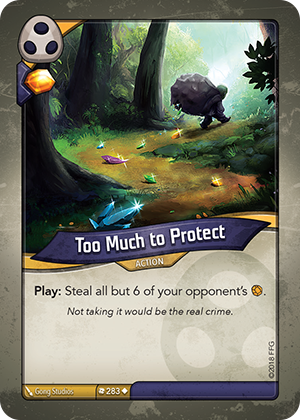 Too Much to Protect
ACTION
Play: Steal all but 6 of your opponent's .
Not taking it would be the real crime.
©2018 FFG
Gong Studios
283